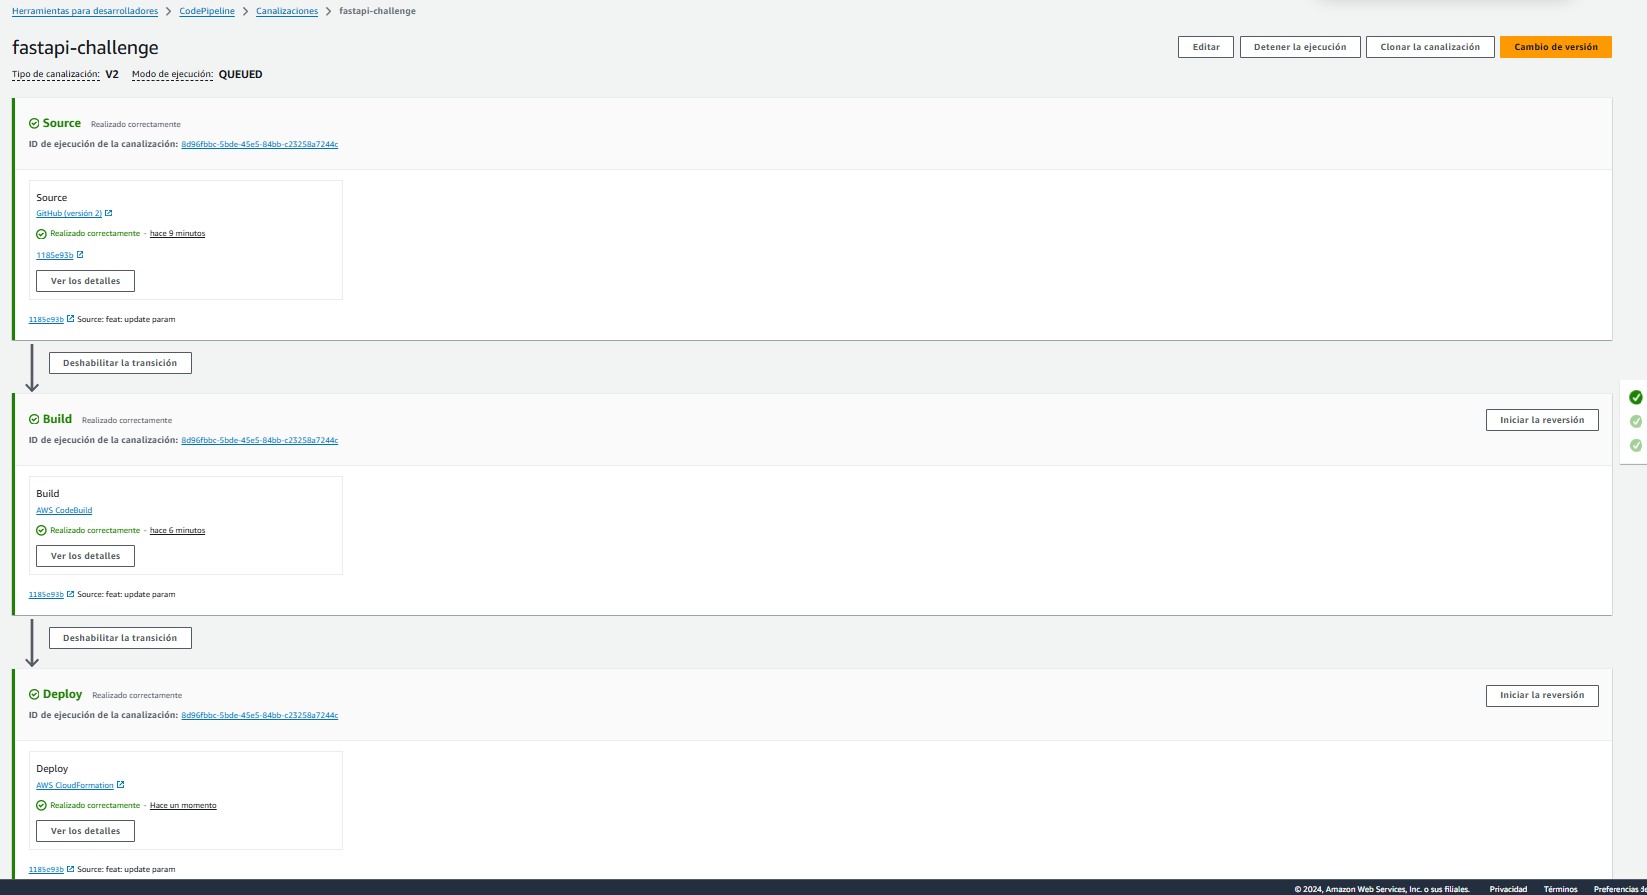 Herramientas para desarrolladores > CodePipeline > Canalizaciones > fastapi-challenge
fastapi-challenge
Editar
Detener la ejecución
Clonar la canalización
Cambio de versión
Tipo de canalización: V2 Modo de ejecución: QUEUED
Source Realizado correctamente
ID de ejecución de la canalización: 8d96fbbc-5bde-45e5-84bb-c23258a7244c
Source
GitHub (versión 2)
Realizado correctamente - hace 9 minutos
1185e93b
Ver los detalles
1185e93b Source: feat: update param
Deshabilitar la transición
Build Realizado correctamente
Iniciar la reversión
ID de ejecución de la canalización: 8d96fbbc-5bde-45e5-84bb-c23258a7244c
Build
AWS CodeBuild
Realizado correctamente - hace 6 minutos
Ver los detalles
1185e93b Source: feat: update param
Deshabilitar la transición
Deploy Realizado correctamente
Iniciar la reversión
ID de ejecución de la canalización: 8d96fbbc-5bde-45e5-84bb-c23258a7244c
Deploy
AWS CloudFormation
Realizado correctamente - Hace un momento
Ver los detalles
1185e93b Source: feat: update param
© 2024, Amazon Web Services, Inc. o sus filiales. Privacidad Términos Preferencias de